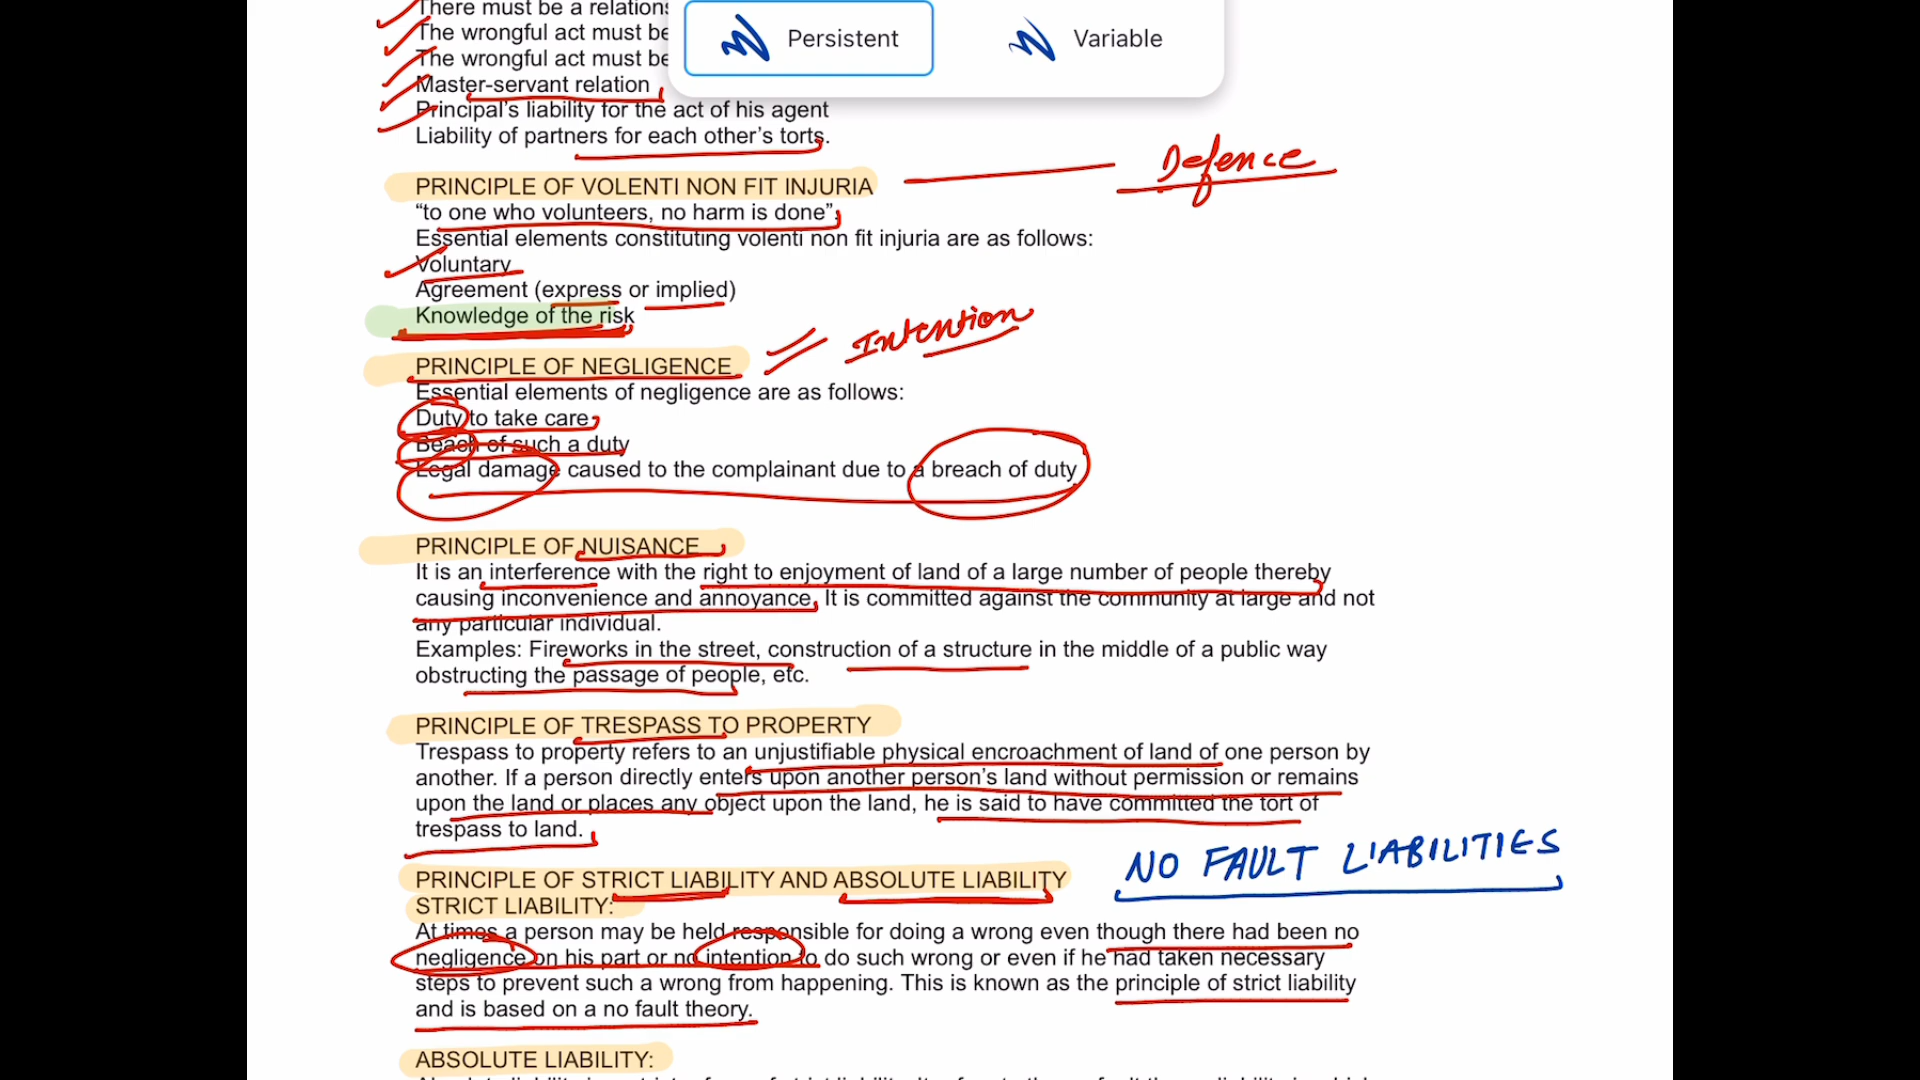 There must be a relations
The wrongful act must be
The wrongful act must be
Master-servant relation
Principal's liability for the act of his agent
Liability of partners for each other's torts.
Persistent
Variable
PRINCIPLE OF VOLENTI NON FIT INJURIA
Defence
“to one who volunteers, no harm is done”.
Essential elements constituting volenti non fit injuria are as follows:
Voluntary
Agreement (express or implied)
Knowledge of the risk
Intention
PRINCIPLE OF NEGLIGENCE
Essential elements of negligence are as follows:
Duty to take care
Beach of such a duty
Legal damage caused to the complainant due to a breach of duty
PRINCIPLE OF NUISANCE
It is an interference with the right to enjoyment of land of a large number of people thereby
causing inconvenience and annoyance. It is committed against the community at large and not
any particular individual.
Examples: Fireworks in the street, construction of a structure in the middle of a public way
obstructing the passage of people, etc.
PRINCIPLE OF TRESPASS TO PROPERTY
Trespass to property refers to an unjustifiable physical encroachment of land of one person by
another. If a person directly enters upon another person's land without permission or remains
upon the land or places any object upon the land, he is said to have committed the tort of
trespass to land.
NO FAULT LIABILITIES
PRINCIPLE OF STRICT LIABILITY AND ABSOLUTE LIABILITY
STRICT LIABILITY:
At times a person may be held responsible for doing a wrong even though there had been no
negligence on his part or no intention to do such wrong or even if he had taken necessary
steps to prevent such a wrong from happening. This is known as the principle of strict liability
and is based on a no fault theory.
ABSOLUTE LIABILITY: